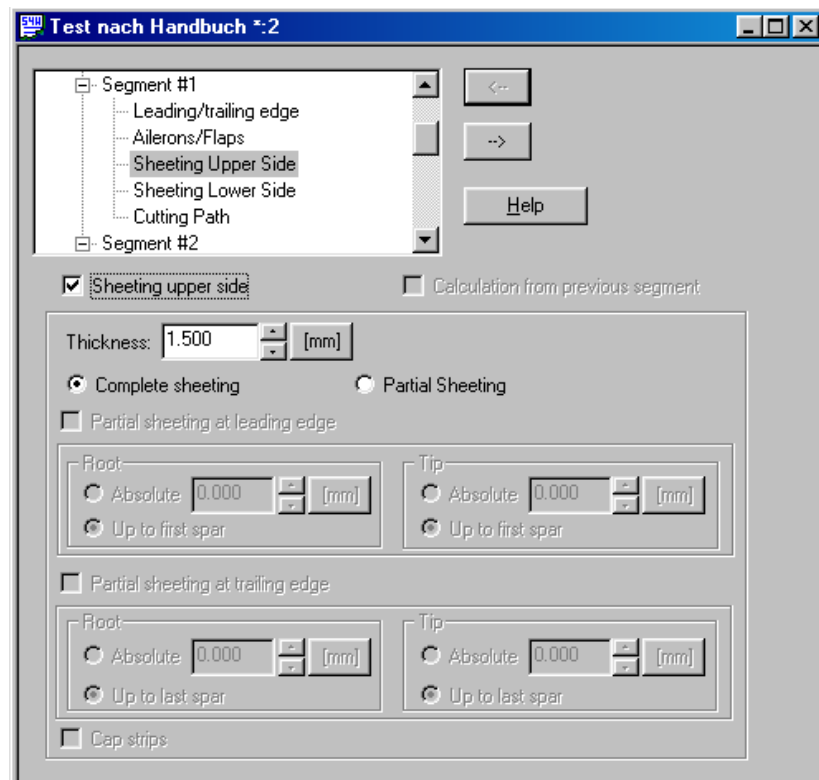 Test nach Handbuch *:2
Segment #1
Leading/trailing edge
Ailerons/Flaps
Sheeting Upper Side
Sheeting Lower Side
Cutting Path
Segment #2
<--
-->
Help
Sheeting upper side Calculation from previous segment
Thickness: 1.500 [mm]
Complete sheeting Partial Sheeting
Partial sheeting at leading edge
Root Tip
Absolute 0.000 [mm] Absolute 0.000 [mm]
Up to first spar Up to first spar
Partial sheeting at trailing edge
Root Tip
Absolute 0.000 [mm] Absolute 0.000 [mm]
Up to last spar Up to last spar
Cap strips